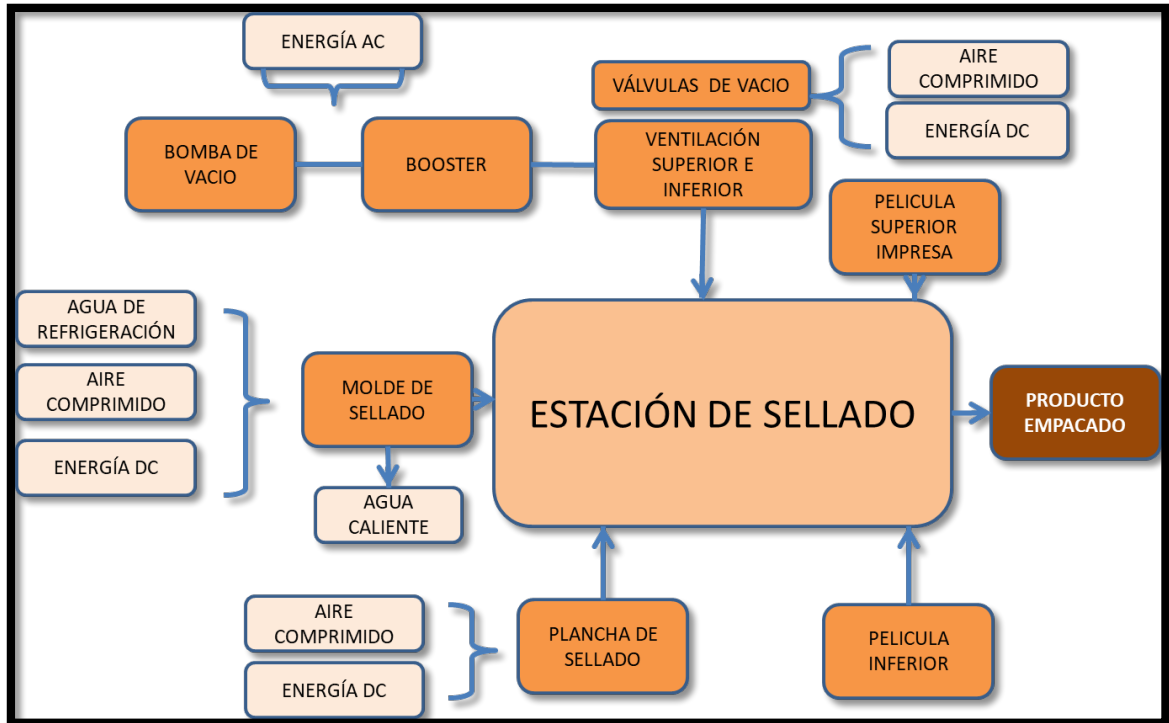 ENERGÍA AC
VÁLVULAS DE VACIO
AIRE
COMPRIMIDO
ENERGÍA DC
BOMBA DE
VACIO
BOOSTER
VENTILACIÓN
SUPERIOR E
INFERIOR
PELICULA
SUPERIOR
IMPRESA
AGUA DE
REFRIGERACIÓN
AIRE
COMPRIMIDO
ENERGÍA DC
MOLDE DE
SELLADO
AGUA
CALIENTE
ESTACIÓN DE SELLADO
PRODUCTO
EMPACADO
AIRE
COMPRIMIDO
ENERGÍA DC
PLANCHA DE
SELLADO
PELICULA
INFERIOR